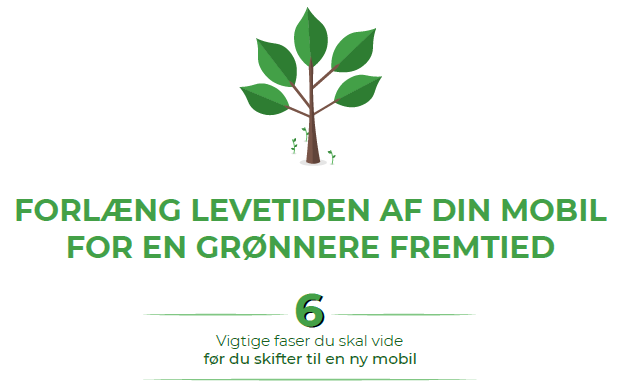 FORLÆNG LEVETIDEN AF DIN MOBIL
FOR EN GRØNNERE FREMTIED
6
Vigtige faser du skal vide
før du skifter til en ny mobil